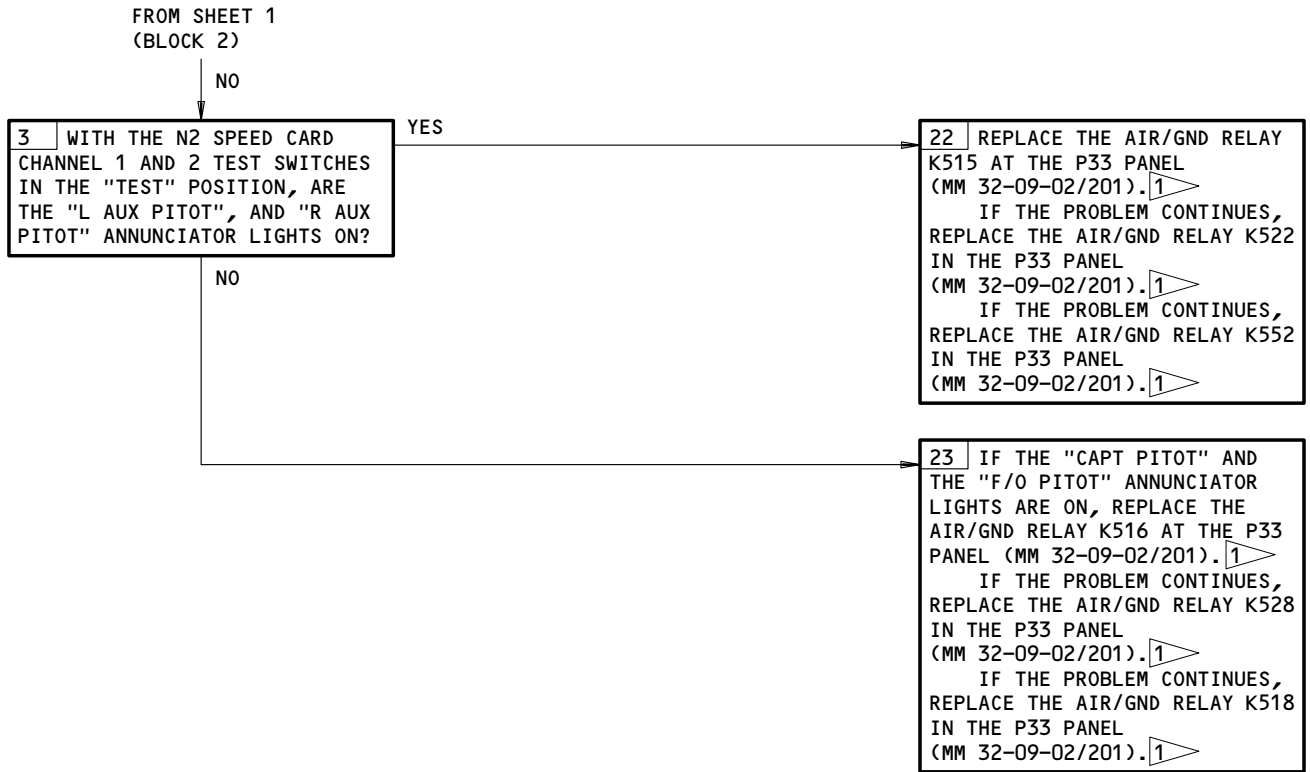 FROM SHEET 1
(BLOCK 2)
NO
3 WITH THE N2 SPEED CARD
CHANNEL 1 AND 2 TEST SWITCHES
IN THE "TEST" POSITION, ARE
THE "L AUX PITOT", AND "R AUX
PITOT" ANNUNCIATOR LIGHTS ON?
YES
NO
22 REPLACE THE AIR/GND RELAY
K515 AT THE P33 PANEL
(MM 32-09-02/201). 1
IF THE PROBLEM CONTINUES,
REPLACE THE AIR/GND RELAY K522
IN THE P33 PANEL
(MM 32-09-02/201). 1
IF THE PROBLEM CONTINUES,
REPLACE THE AIR/GND RELAY K552
IN THE P33 PANEL
(MM 32-09-02/201). 1
23 IF THE "CAPT PITOT" AND
THE "F/O PITOT" ANNUNCIATOR
LIGHTS ARE ON, REPLACE THE
AIR/GND RELAY K516 AT THE P33
PANEL (MM 32-09-02/201). 1
IF THE PROBLEM CONTINUES,
REPLACE THE AIR/GND RELAY K528
IN THE P33 PANEL
(MM 32-09-02/201). 1
IF THE PROBLEM CONTINUES,
REPLACE THE AIR/GND RELAY K518
IN THE P33 PANEL
(MM 32-09-02/201). 1